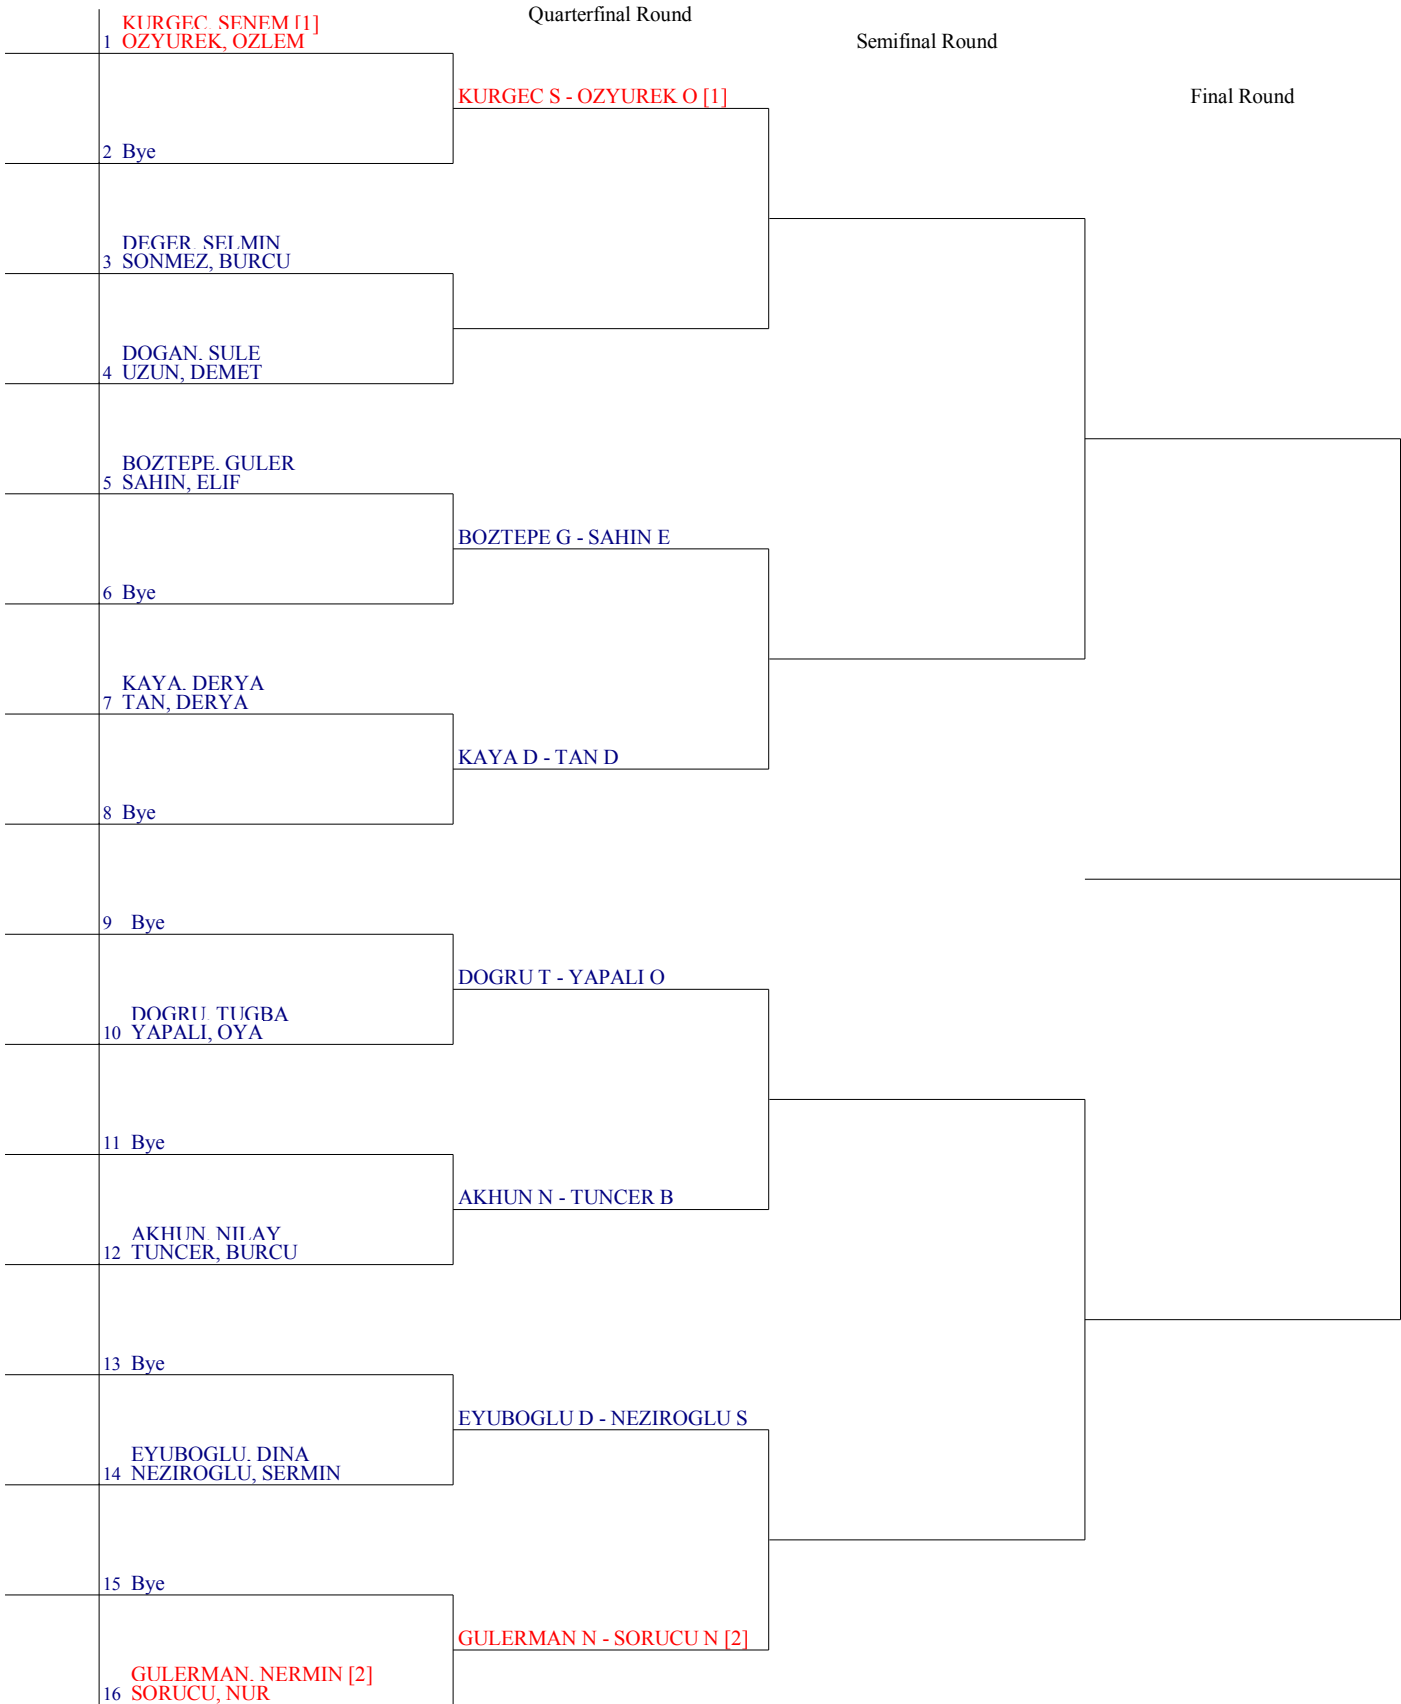 Quarterfinal Round
Semifinal Round
Final Round
KURGEC, SENEM [1]
1 OZYUREK, OZLEM
KURGEC S - OZYUREK O [1]
2 Bye
DEGER, SELMIN
3 SONMEZ, BURCU
DOGAN, SULE
4 UZUN, DEMET
BOZTEPE, GULER
5 SAHIN, ELIF
BOZTEPE G - SAHIN E
6 Bye
KAYA, DERYA
7 TAN, DERYA
KAYA D - TAN D
8 Bye
9 Bye
DOGRU T - YAPALI O
DOGRU, TUGBA
10 YAPALI, OYA
11 Bye
AKHUN N - TUNCER B
AKHUN, NILAY
12 TUNCER, BURCU
13 Bye
EYUBOGLU D - NEZIROGLU S
EYUBOGLU, DINA
14 NEZIROGLU, SERMIN
15 Bye
GULERMAN N - SORUCU N [2]
GULERMAN, NERMIN [2]
16 SORUCU, NUR